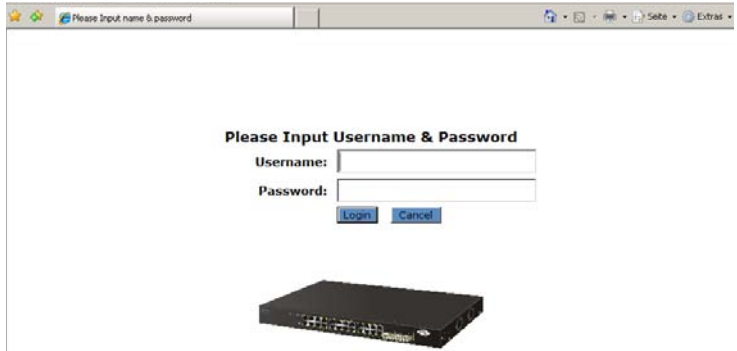 Please Input name & password
Seite
Extras
Please Input Username & Password
Username:
Password:
Login
Cancel